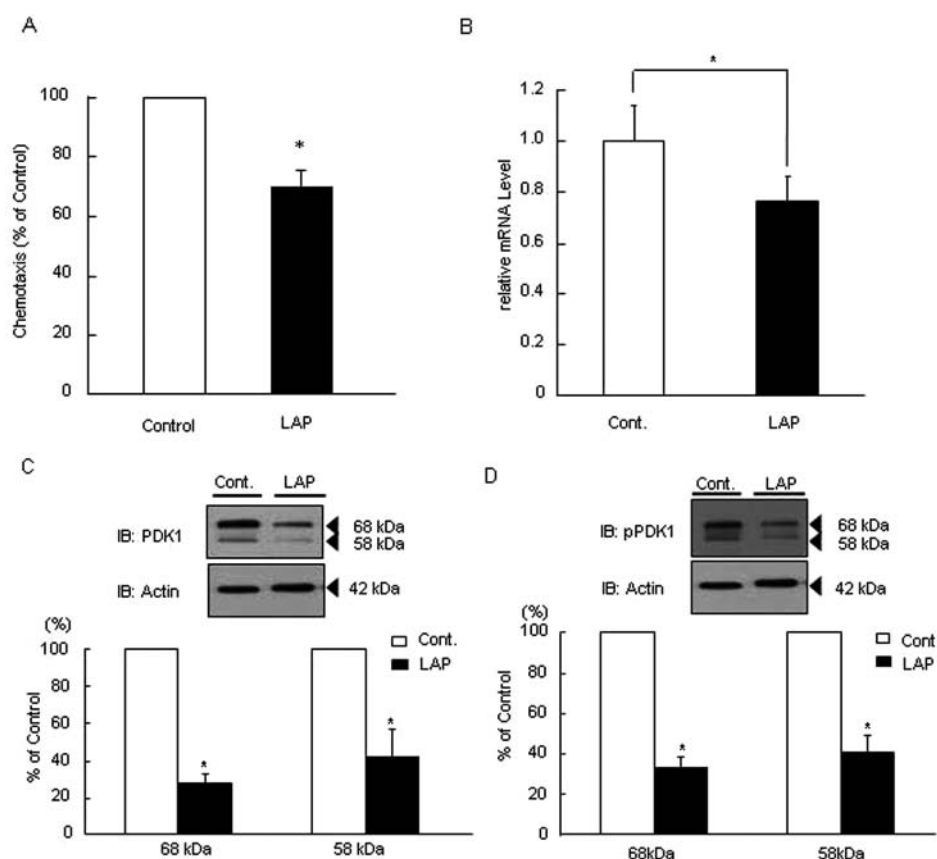 A
Chemotaxis (% of Control)
100
80
60
40
20
0
*
Control LAP
B
relative mRNA Level
1.2
1.0
0.8
0.6
0.4
0.2
0
*
Cont. LAP
C
Cont. LAP
IB: PDK1
68 kDa
58 kDa
IB: Actin
42 kDa
(%)
% of Control
100
80
60
40
20
0
Cont.
LAP
*
*
68 kDa 58 kDa
D
Cont. LAP
IB: pPDK1
68 kDa
58 kDa
IB: Actin
42 kDa
(%)
% of Control
100
80
60
40
20
0
Cont
LAP
*
*
68kDa 58kDa